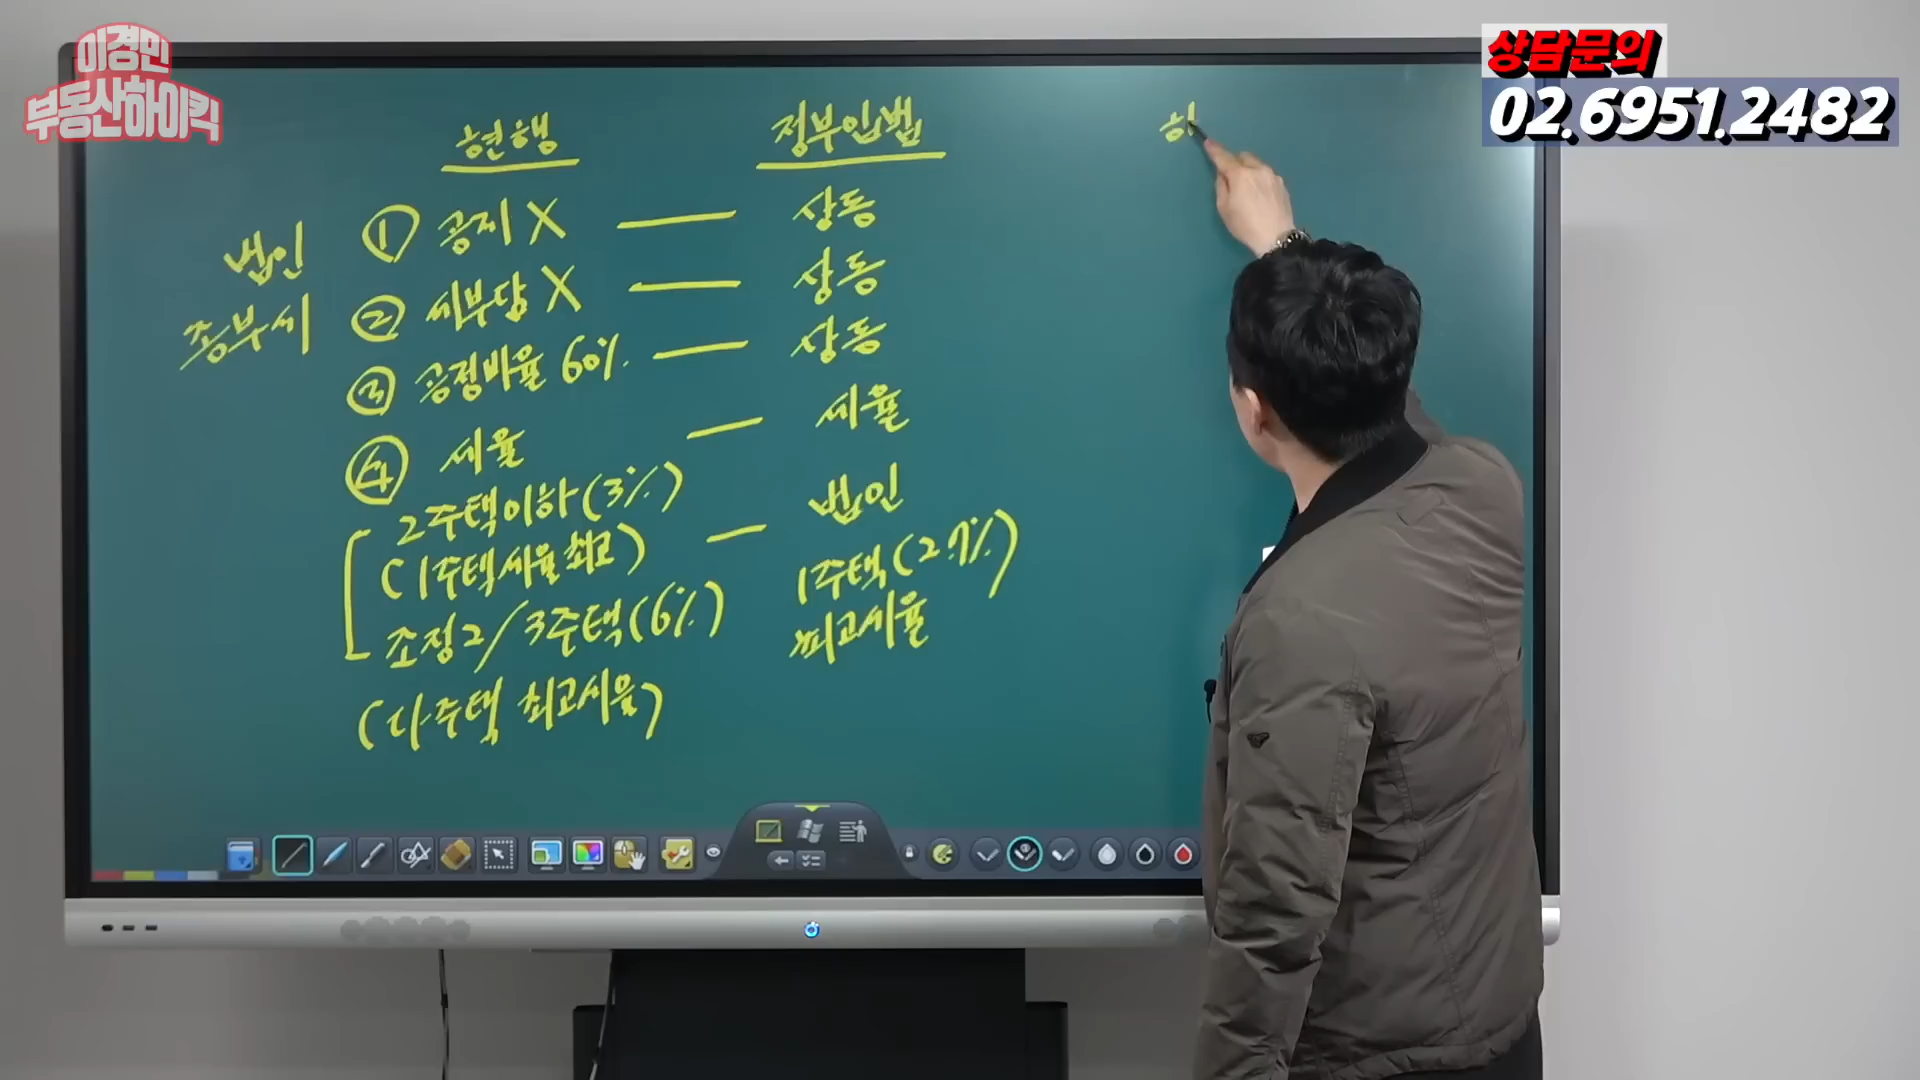 이경민
부동산하이킥
상담문의
02.6951.2482
현행
정부입법
법인
종부세
① 공제 X — 상동
② 세부담 X — 상동
③ 공정비율 60% — 상동
④ 세율 — 세율
2주택이하 (3%)
(1주택세율 최고) — 법인
조정2/3주택 (6%)
1주택 (2.7%)
최고세율
(다주택 최고세율)